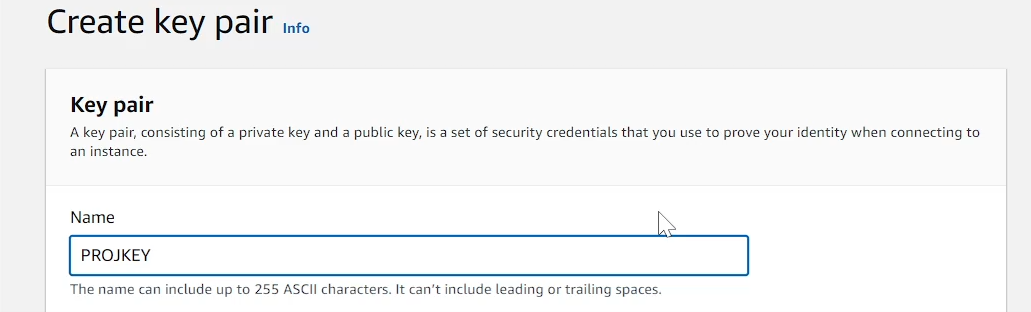 Create key pair Info
Key pair
A key pair, consisting of a private key and a public key, is a set of security credentials that you use to prove your identity when connecting to
an instance.
Name
PROJKEY
The name can include up to 255 ASCII characters. It can't include leading or trailing spaces.